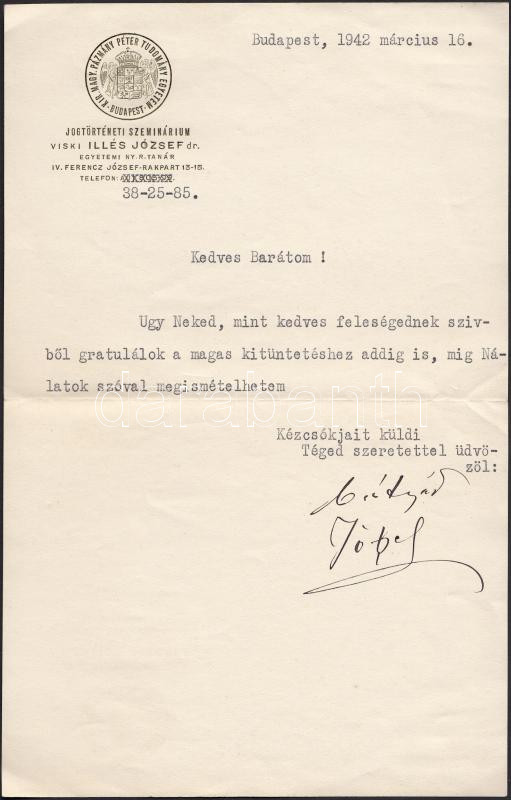 Budapest, 1942 március 16.
KIR. MAGY. PÁZMÁNY PÉTER TUDOMÁNY EGYETEM
BUDAPEST
JOGTÖRTÉNETI SZEMINÁRIUM
VISKI ILLÉS JÓZSEF dr.
EGYETEMI NY. R. TANÁR
IV. FERENCZ JÓZSEF-RAKPART 13-15.
TELEFON:
38-25-85.
Kedves Barátom !
Ugy Neked, mint kedves feleségednek sziv-
ből gratulálok a magas kitüntetéshez addig is, mig Ná-
latok szóval megismételhetem
darabanth
Kézcsókjait küldi
Téged szeretettel üdvö-
zöl: